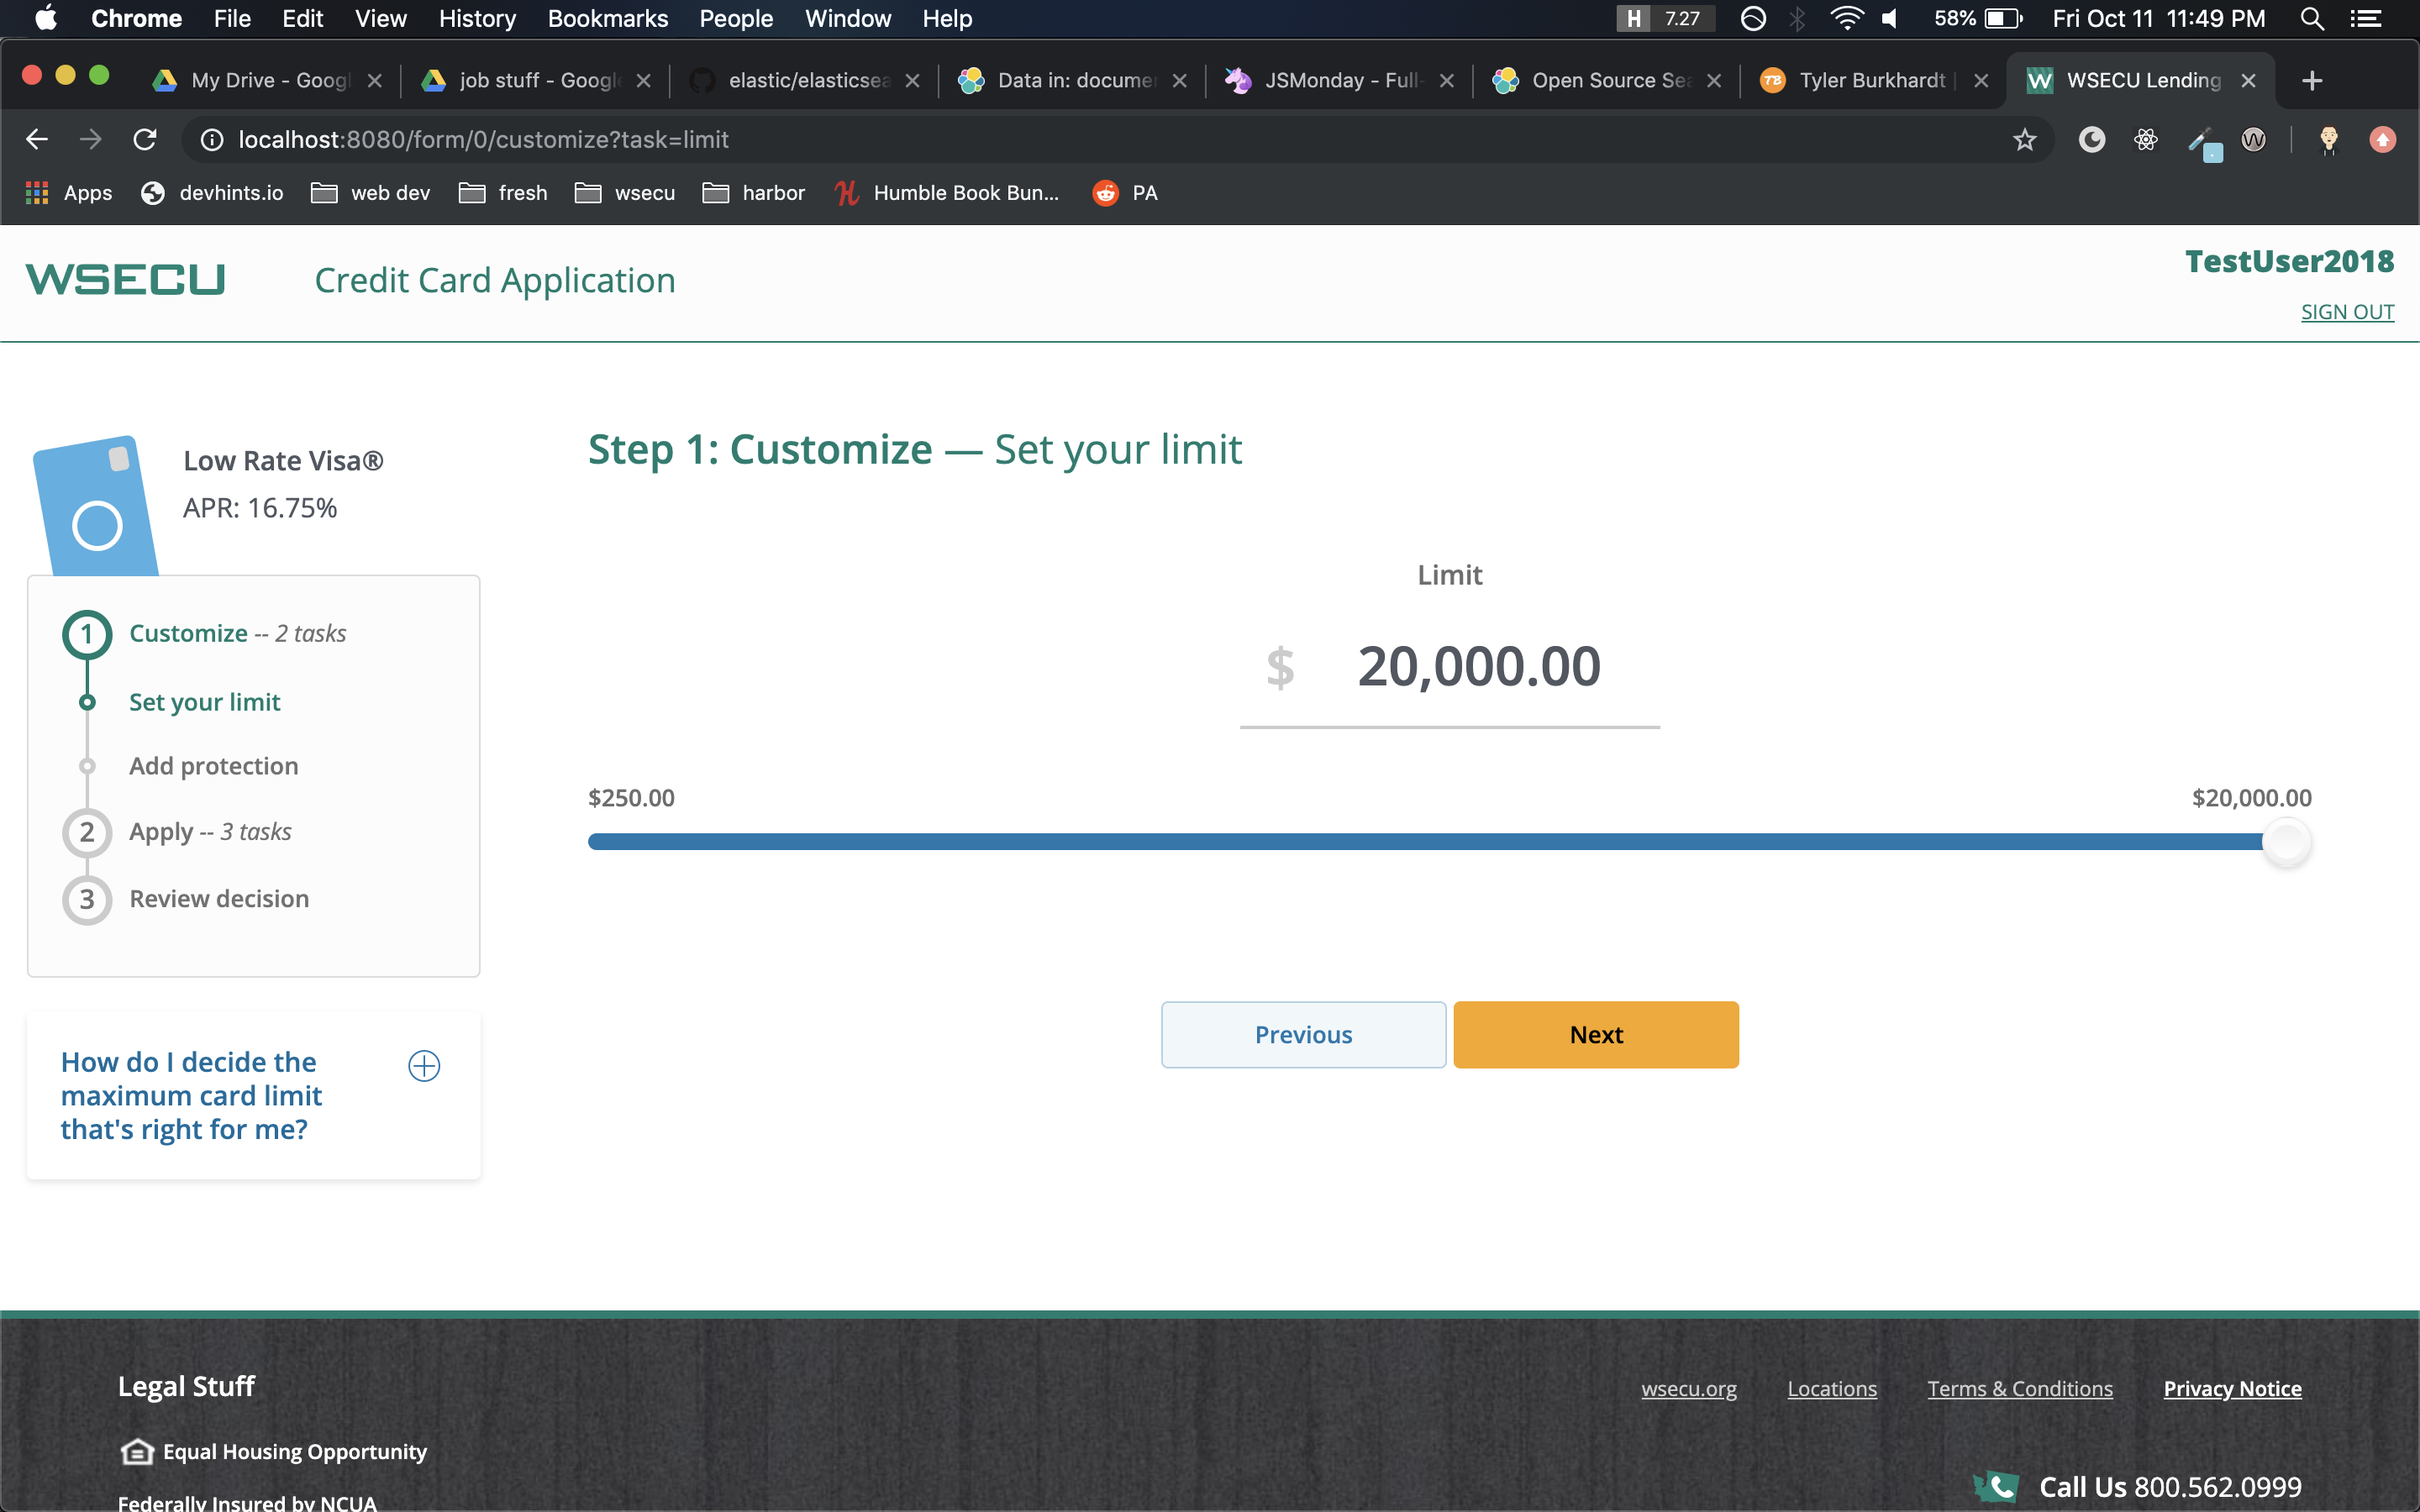 Chrome File Edit View History Bookmarks People Window Help H 7.27 58% Fri Oct 11 11:49 PM
My Drive - Googl job stuff - Google elastic/elasticsea Data in: documen JSMonday - Full- Open Source Sea TB Tyler Burkhardt | WSECU Lending
localhost:8080/form/0/customize?task=limit
Apps devhints.io web dev fresh wsecu harbor Humble Book Bun... PA
WSECU Credit Card Application
TestUser2018
SIGN OUT
Low Rate Visa®
APR: 16.75%
1 Customize -- 2 tasks
Set your limit
Add protection
2 Apply -- 3 tasks
3 Review decision
How do I decide the
maximum card limit
that's right for me?
Step 1: Customize — Set your limit
Limit
$ 20,000.00
$250.00 $20,000.00
Previous Next
Legal Stuff
wsecu.org Locations Terms & Conditions Privacy Notice
Equal Housing Opportunity
Call Us 800.562.0999
Federally Insured by NCUA